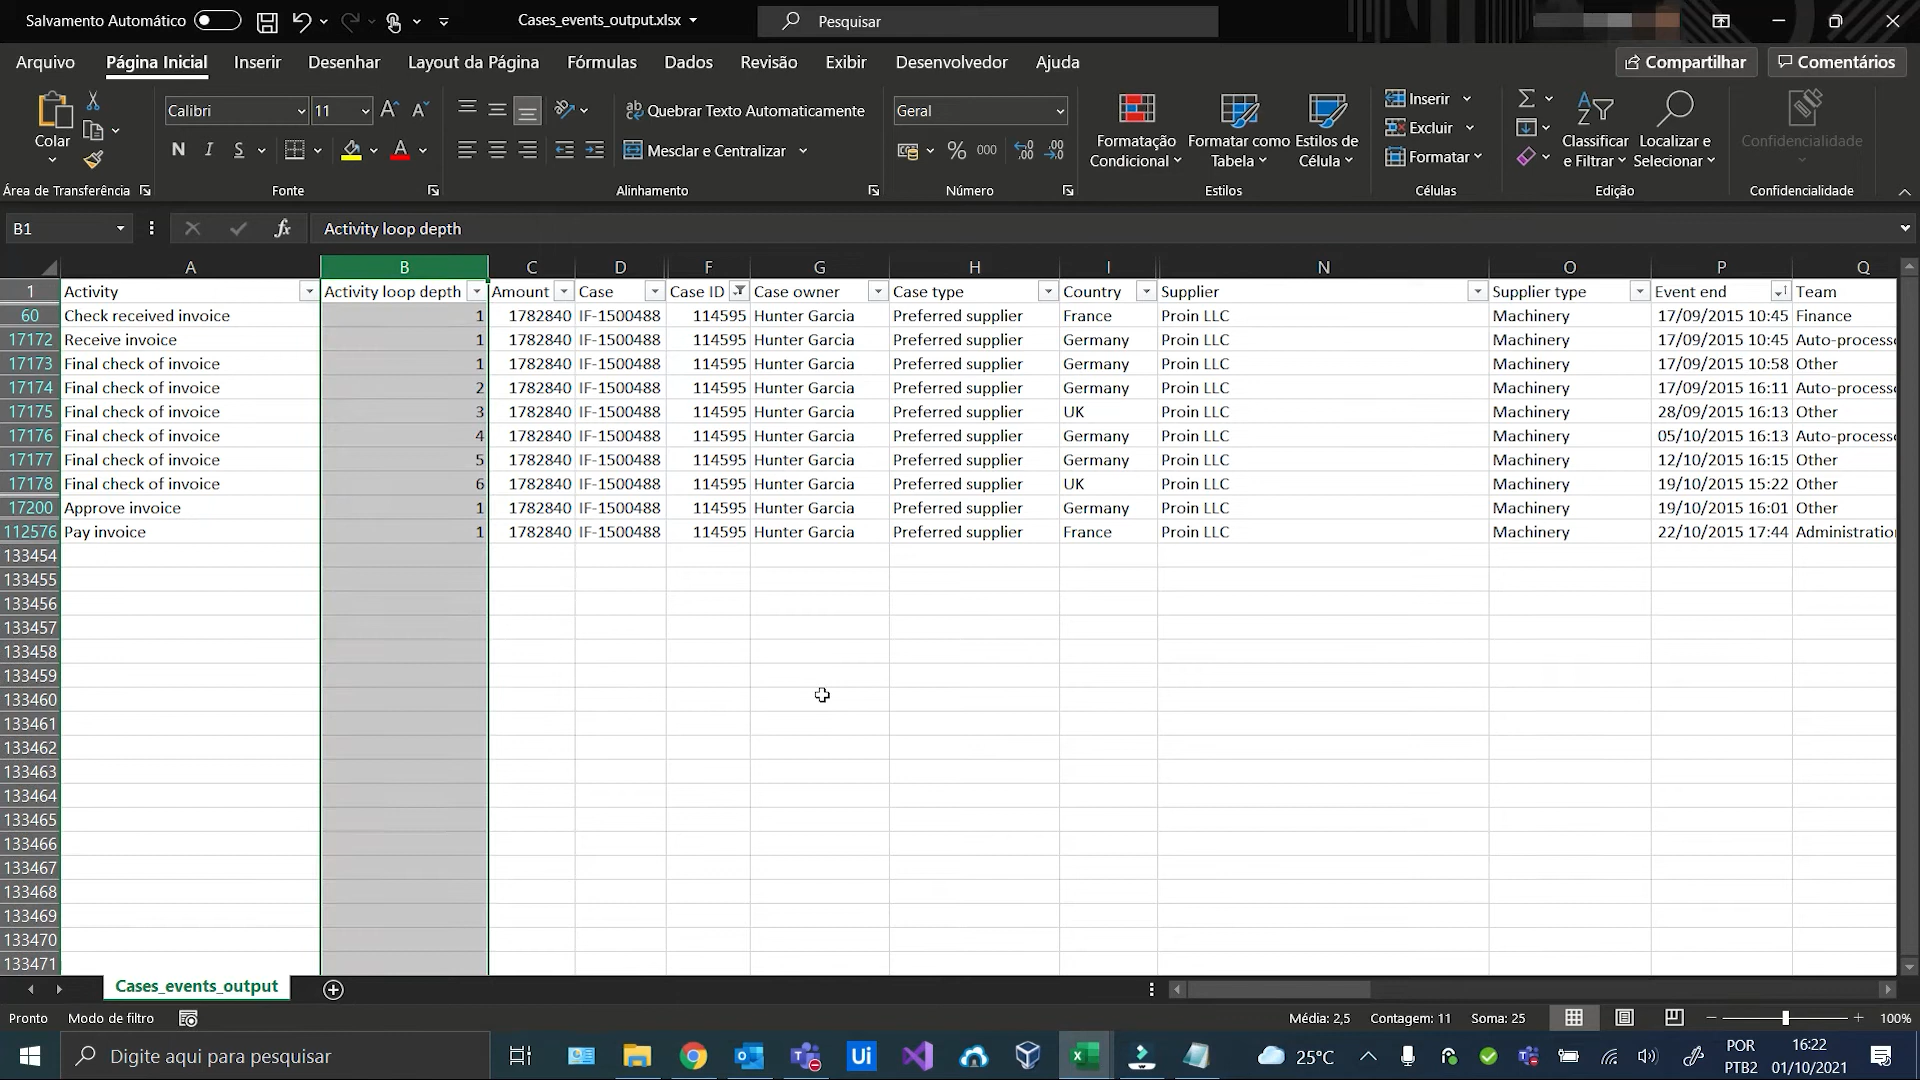 Salvamento Automático
Cases_events_output.xlsx
Pesquisar
Arquivo Página Inicial Inserir Desenhar Layout da Página Fórmulas Dados Revisão Exibir Desenvolvedor Ajuda Compartilhar Comentários
Colar
Calibri 11
Quebrar Texto Automaticamente
Mesclar e Centralizar
Geral
% 000
Formatação Condicional
Formatar como Tabela
Estilos de Célula
Inserir
Excluir
Formatar
Classificar e Filtrar
Localizar e Selecionar
Confidencialidade
Área de Transferência Fonte Alinhamento Número Estilos Células Edição Confidencialidade
B1 fx Activity loop depth
A B C D F G H I N O P Q
1 Activity Activity loop depth Amount Case Case ID Case owner Case type Country Supplier Supplier type Event end Team
60 Check received invoice 1 1782840 IF-1500488 114595 Hunter Garcia Preferred supplier France Proin LLC Machinery 17/09/2015 10:45 Finance
17172 Receive invoice 1 1782840 IF-1500488 114595 Hunter Garcia Preferred supplier Germany Proin LLC Machinery 17/09/2015 10:45 Auto-processo
17173 Final check of invoice 1 1782840 IF-1500488 114595 Hunter Garcia Preferred supplier Germany Proin LLC Machinery 17/09/2015 10:58 Other
17174 Final check of invoice 2 1782840 IF-1500488 114595 Hunter Garcia Preferred supplier Germany Proin LLC Machinery 17/09/2015 16:11 Auto-processo
17175 Final check of invoice 3 1782840 IF-1500488 114595 Hunter Garcia Preferred supplier UK Proin LLC Machinery 28/09/2015 16:13 Other
17176 Final check of invoice 4 1782840 IF-1500488 114595 Hunter Garcia Preferred supplier Germany Proin LLC Machinery 05/10/2015 16:13 Auto-processo
17177 Final check of invoice 5 1782840 IF-1500488 114595 Hunter Garcia Preferred supplier Germany Proin LLC Machinery 12/10/2015 16:15 Other
17178 Final check of invoice 6 1782840 IF-1500488 114595 Hunter Garcia Preferred supplier UK Proin LLC Machinery 19/10/2015 15:22 Other
17200 Approve invoice 1 1782840 IF-1500488 114595 Hunter Garcia Preferred supplier Germany Proin LLC Machinery 19/10/2015 16:01 Other
112576 Pay invoice 1 1782840 IF-1500488 114595 Hunter Garcia Preferred supplier France Proin LLC Machinery 22/10/2015 17:44 Administratio
133454
133455
133456
133457
133458
133459
133460
133461
133462
133463
133464
133465
133466
133467
133468
133469
133470
133471
Cases_events_output
Pronto Modo de filtro Média: 2,5 Contagem: 11 Soma: 25 100%
Digite aqui para pesquisar
Ui
25°C
POR
PTB2
16:22
01/10/2021